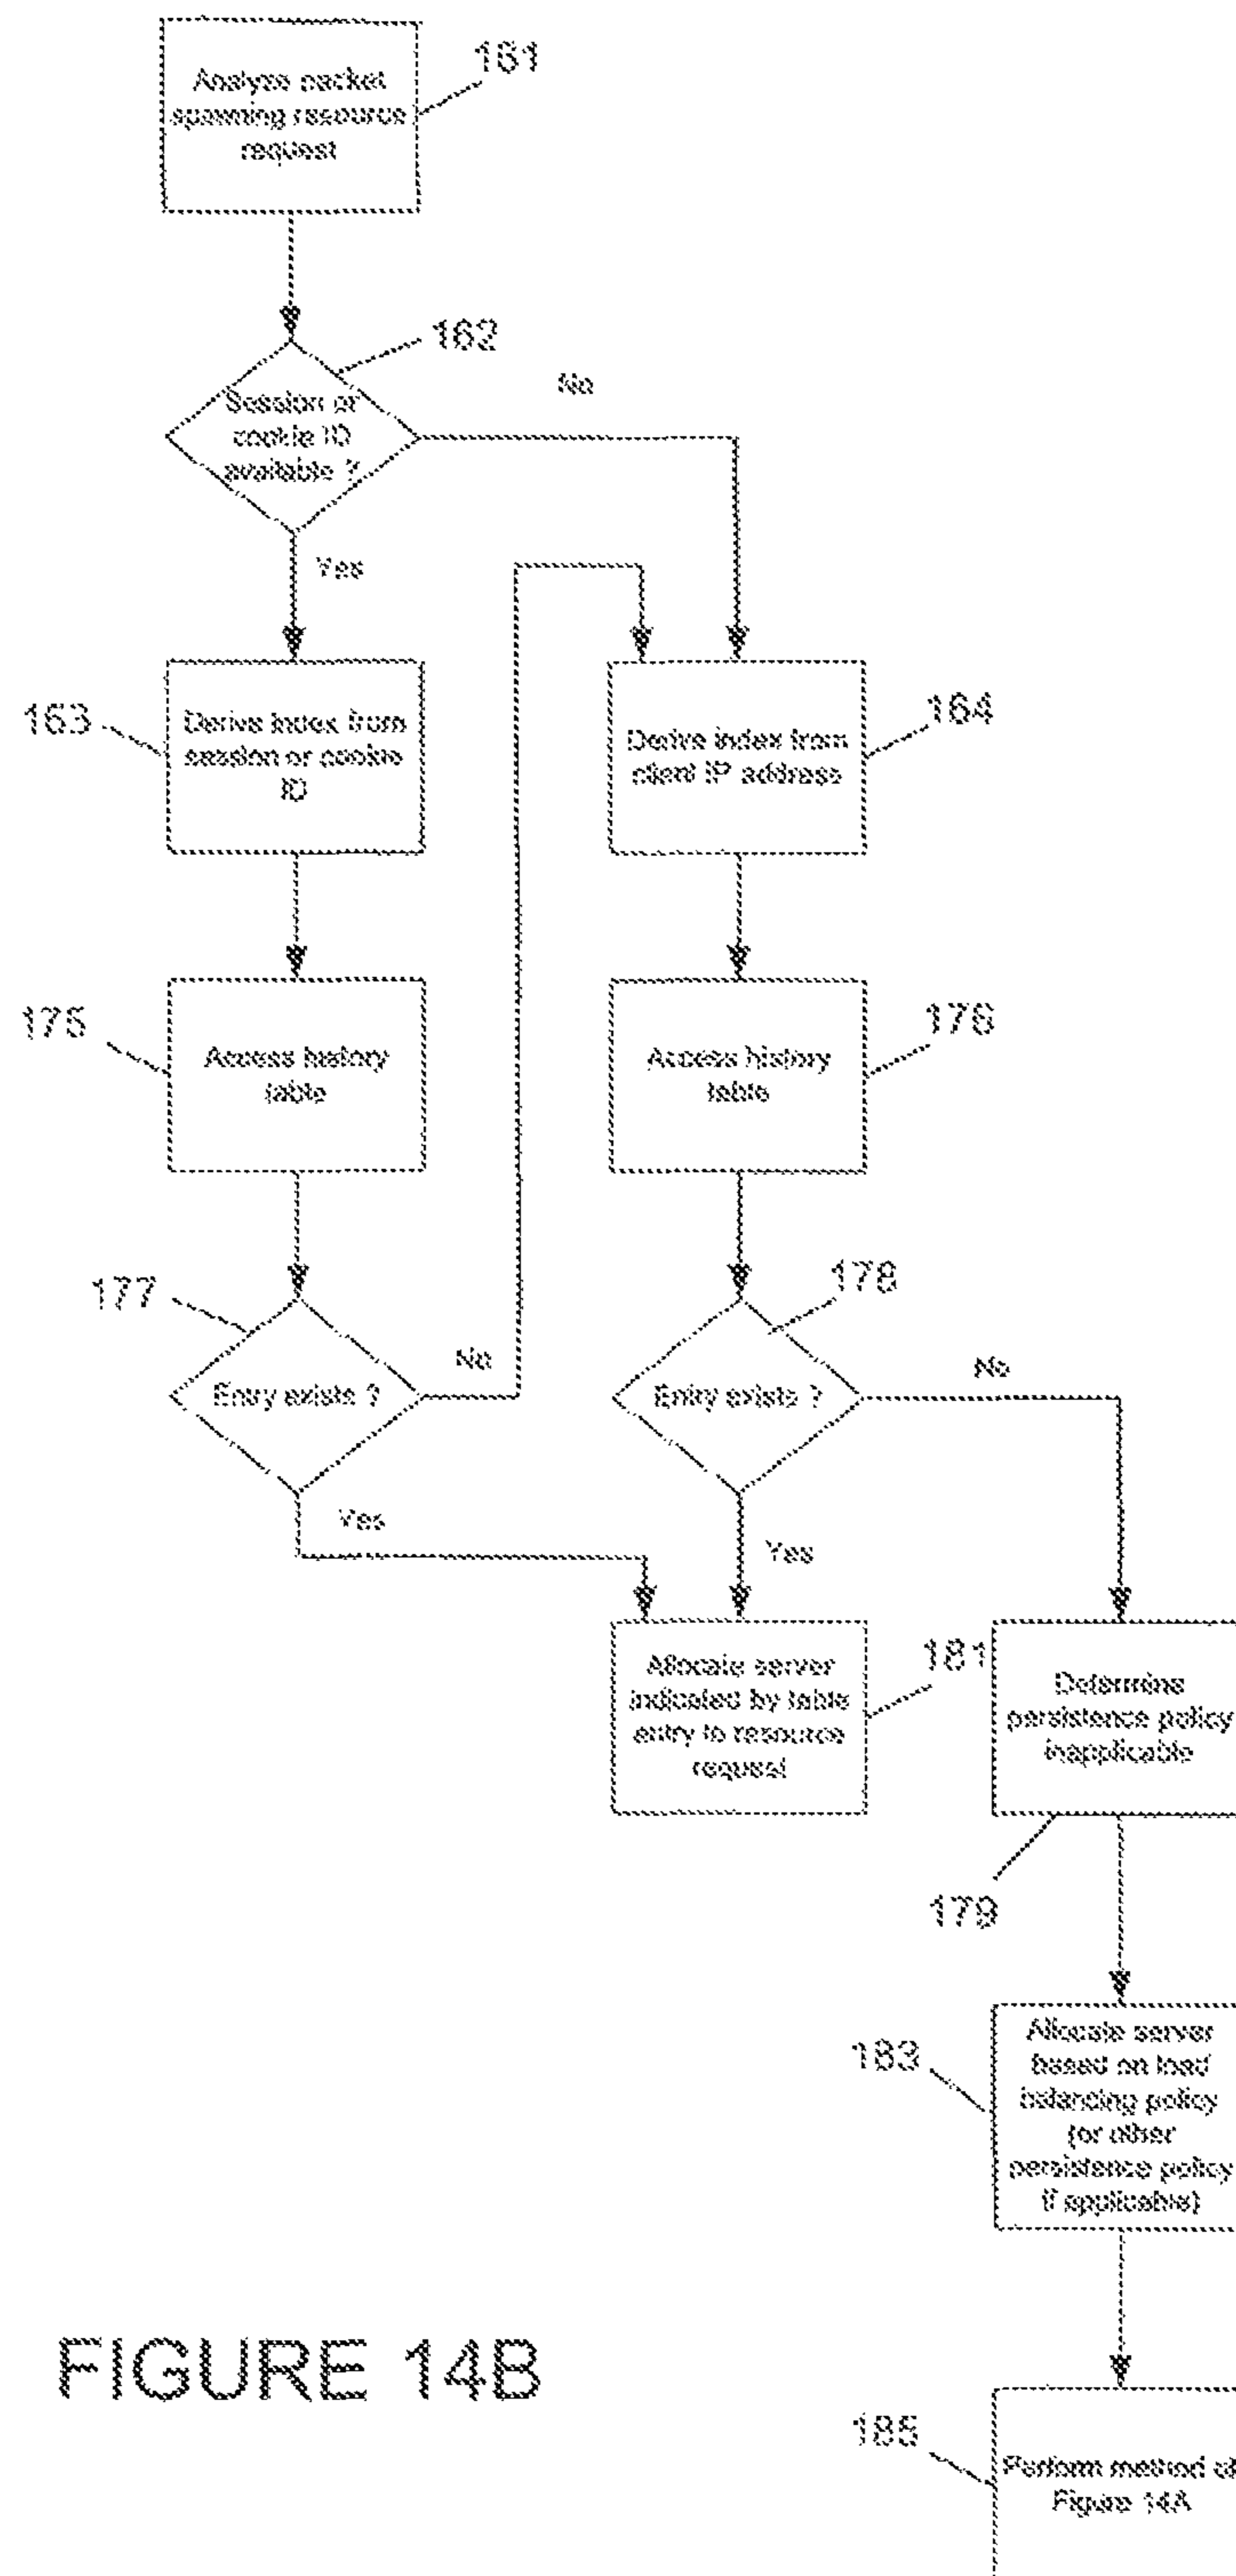 Analyze packet
spawning resource
request
161
162
Session or
cookie ID
available ?
No
Yes
163
Derive index from
session or cookie
ID
Derive index from
client IP address
164
175
Access history
table
Access history
table
176
177
Entry exists ?
No
178
Entry exists ?
No
Yes
Yes
Allocate server
indicated by table
entry to resource
request
181
Determine
persistence policy
inapplicable
179
183
Allocate server
based on load
balancing policy
(or other
persistence policy
if applicable)
FIGURE 14B
185
Perform method of
Figure 14A